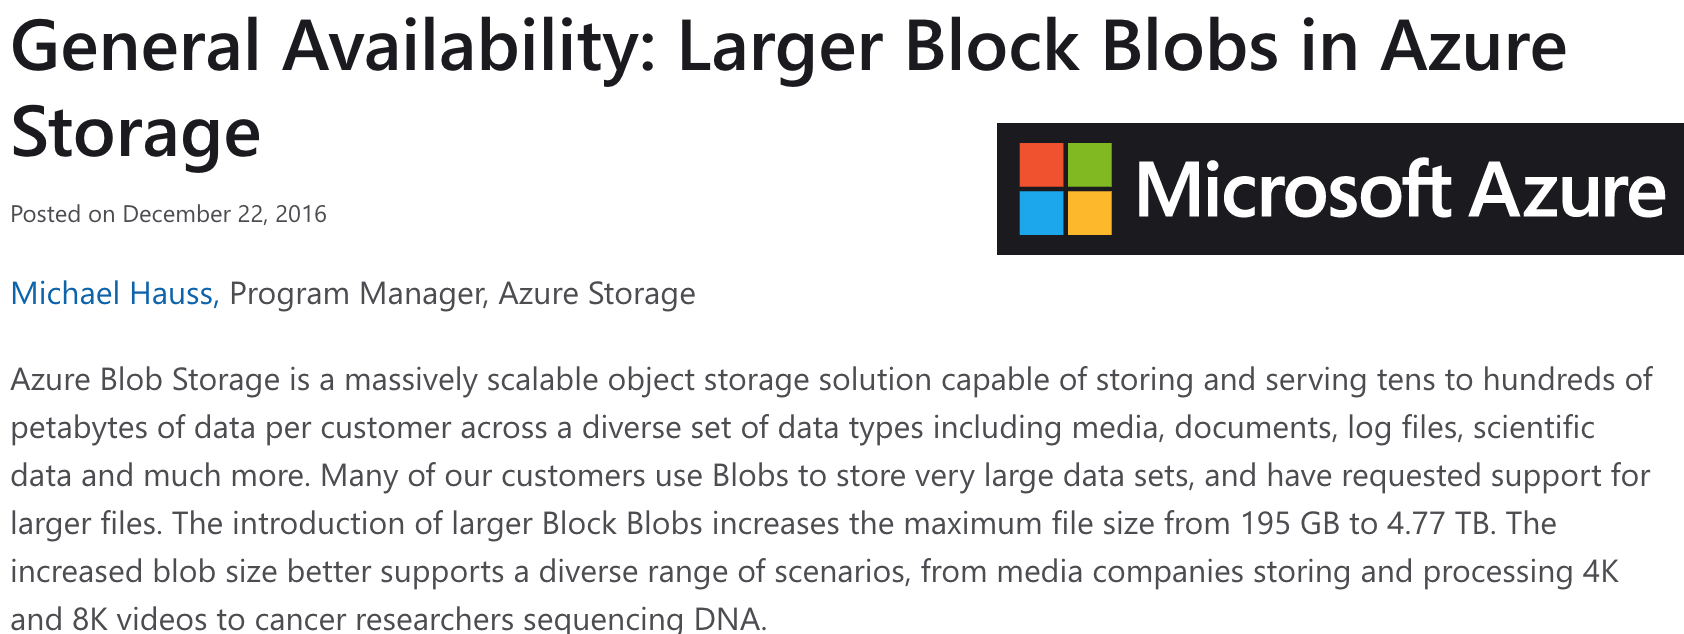 General Availability: Larger Block Blobs in Azure
Storage
Microsoft Azure
Posted on December 22, 2016
Michael Hauss, Program Manager, Azure Storage
Azure Blob Storage is a massively scalable object storage solution capable of storing and serving tens to hundreds of
petabytes of data per customer across a diverse set of data types including media, documents, log files, scientific
data and much more. Many of our customers use Blobs to store very large data sets, and have requested support for
larger files. The introduction of larger Block Blobs increases the maximum file size from 195 GB to 4.77 TB. The
increased blob size better supports a diverse range of scenarios, from media companies storing and processing 4K
and 8K videos to cancer researchers sequencing DNA.